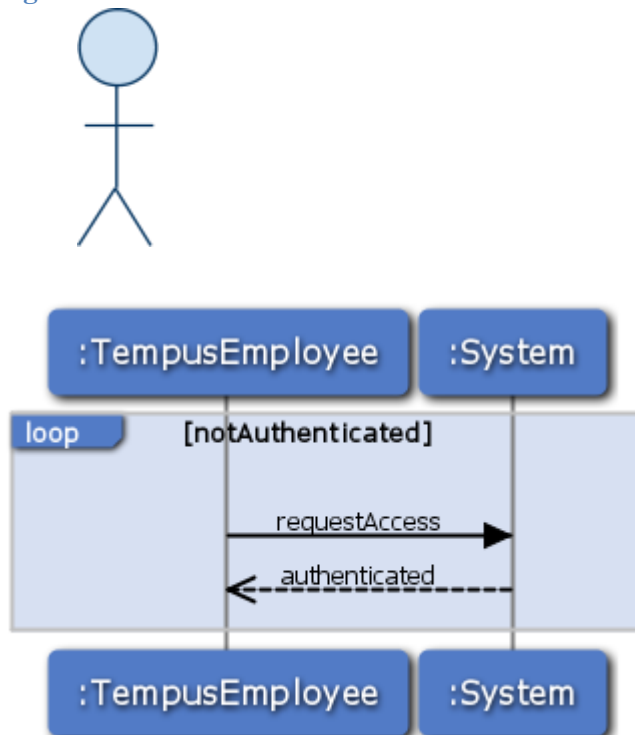 :TempusEmployee :System
loop [notAuthenticated]
requestAccess
authenticated
:TempusEmployee :System